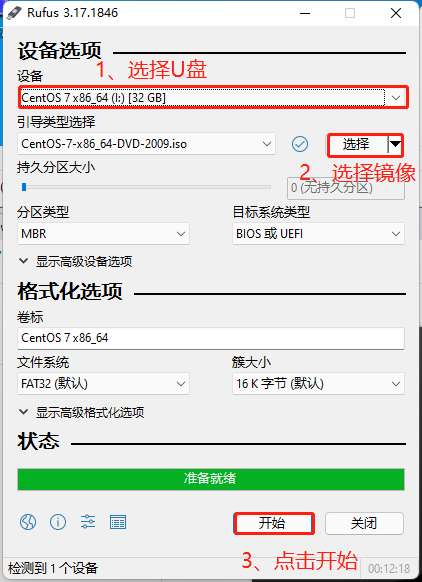 Rufus 3.17.1846
设备选项
1、选择U盘
设备
CentOS 7 x86_64 (I:) [32 GB]
引导类型选择
CentOS-7-x86_64-DVD-2009.iso
选择
2、选择镜像
持久分区大小
0 (无持久分区)
分区类型
目标系统类型
MBR
BIOS 或 UEFI
显示高级设备选项
格式化选项
卷标
CentOS 7 x86_64
文件系统
簇大小
FAT32 (默认)
16 K 字节 (默认)
显示高级格式化选项
状态
准备就绪
开始
关闭
3、点击开始
检测到 1 个设备
00:12:18